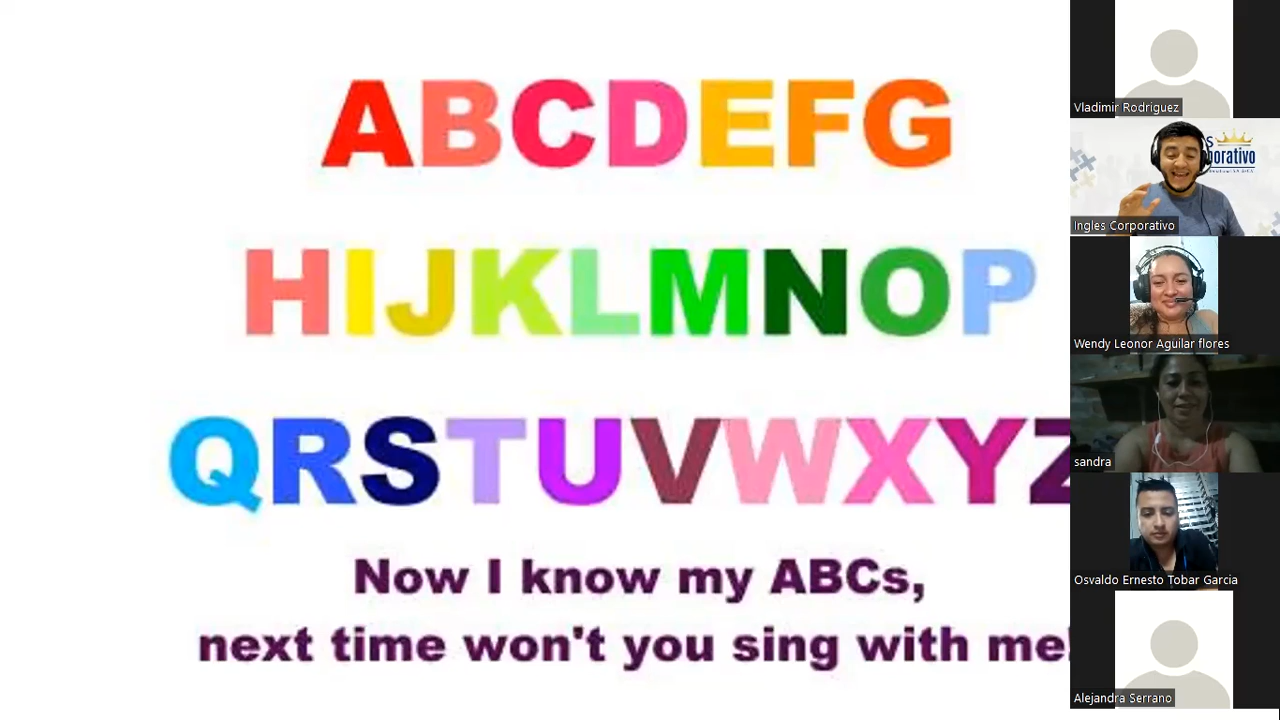 ABCDEFG
HIJKLMNOP
QRSTUVWXYZ
Now I know my ABCs,
next time won't you sing with me!
Vladimir Rodriguez
Ingles Corporativo
Wendy Leonor Aguilar flores
sandra
Osvaldo Ernesto Tobar Garcia
Alejandra Serrano